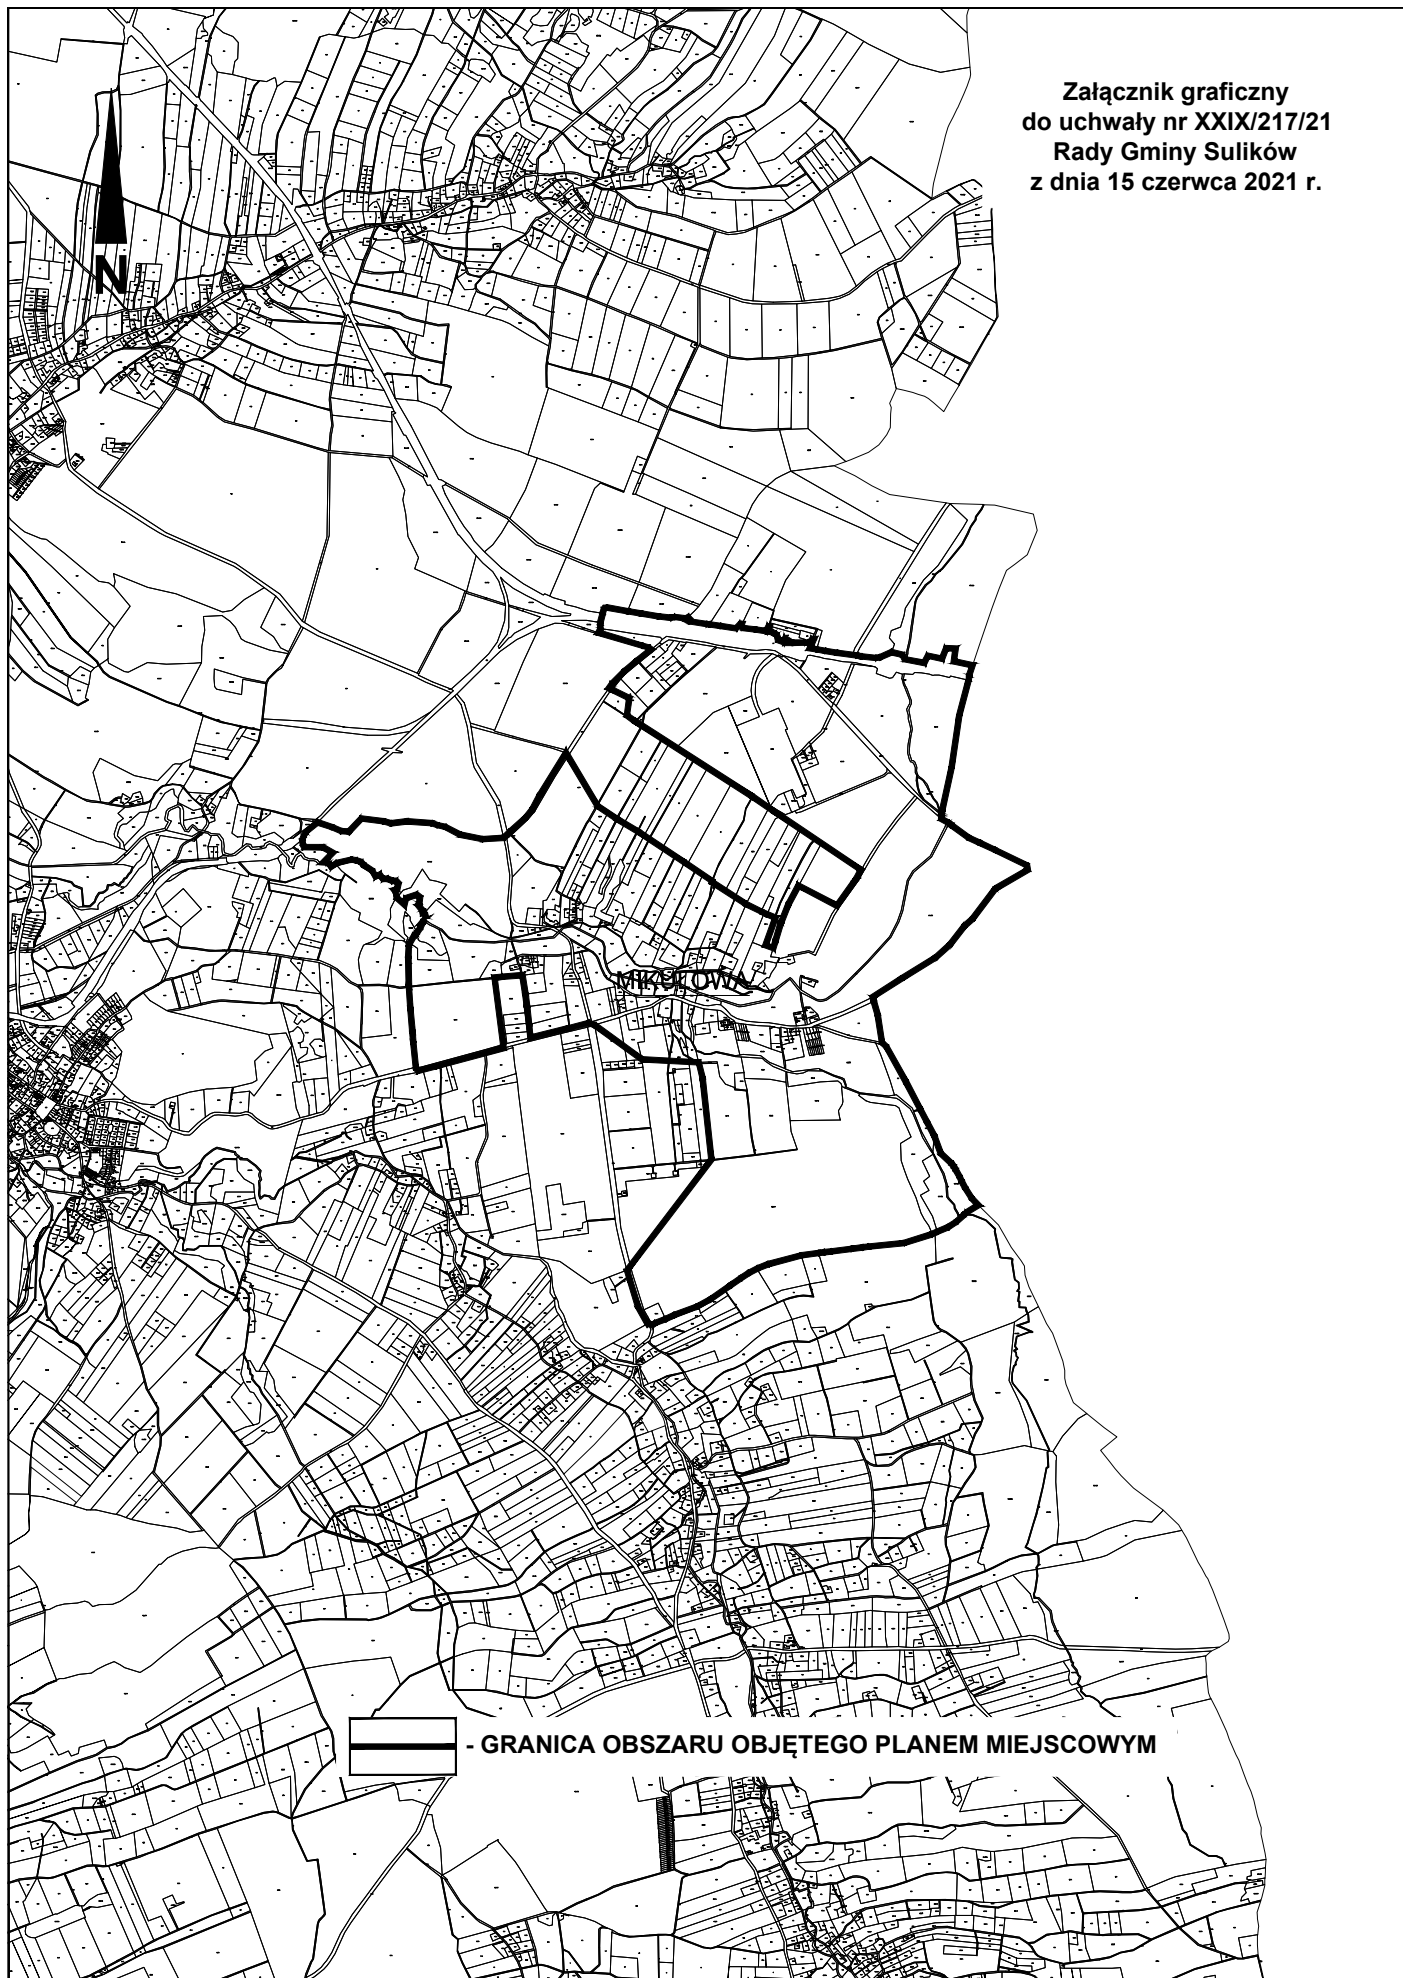 Załącznik graficzny
do uchwały nr XXIX/217/21
Rady Gminy Sulików
z dnia 15 czerwca 2021 r.
N
MIKUŁOWA
- GRANICA OBSZARU OBJĘTEGO PLANEM MIEJSCOWYM